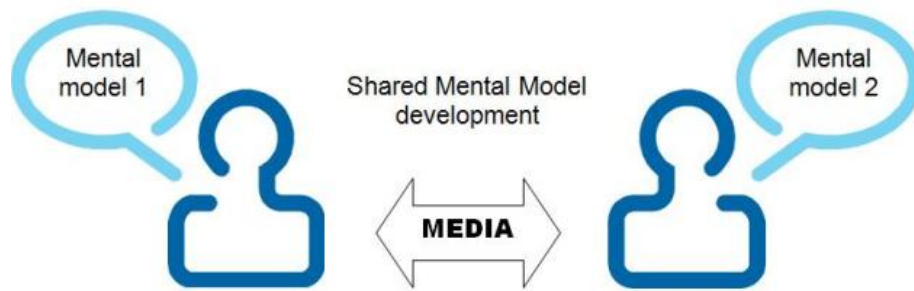 Mental
model 1
Shared Mental Model
development
Mental
model 2
MEDIA